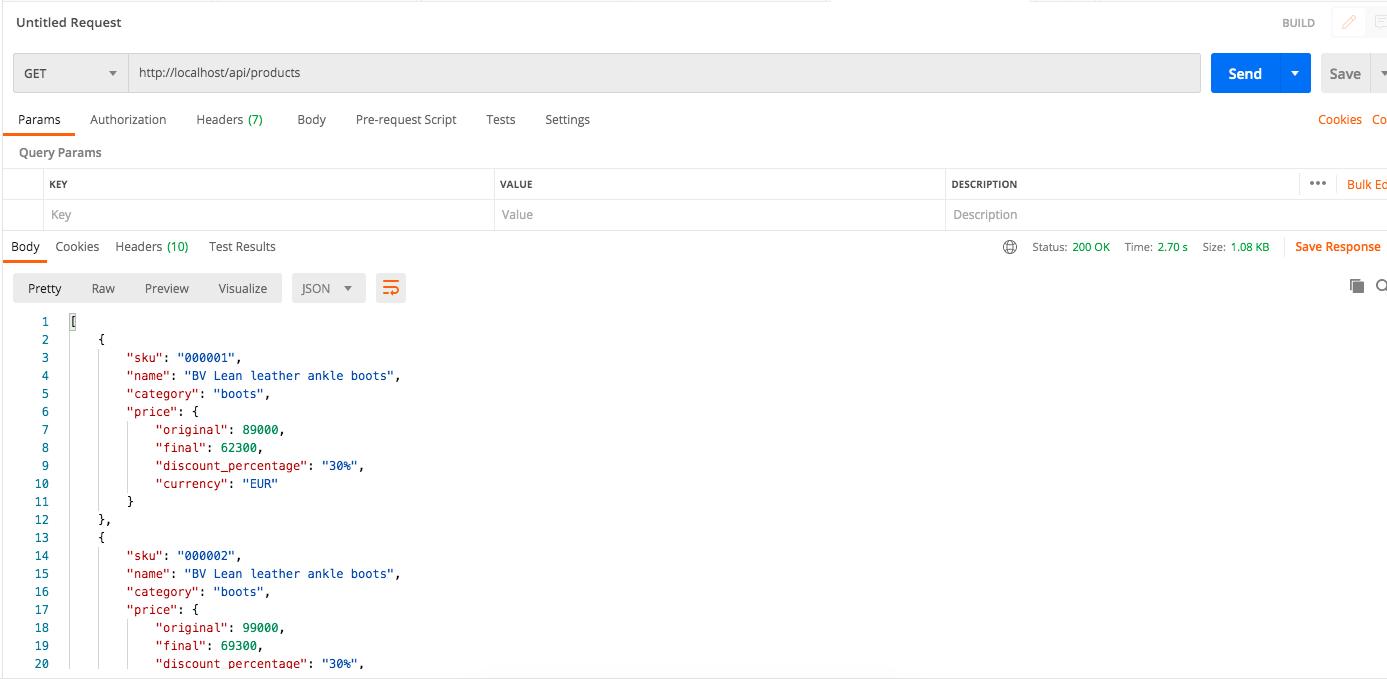 Untitled Request BUILD
GET http://localhost/api/products Send Save
Params Authorization Headers (7) Body Pre-request Script Tests Settings Cookies Co
Query Params
KEY VALUE DESCRIPTION ••• Bulk Ed
Key Value Description
Body Cookies Headers (10) Test Results Status: 200 OK Time: 2.70 s Size: 1.08 KB Save Response
Pretty Raw Preview Visualize JSON
1 [
2 {
3 "sku": "000001",
4 "name": "BV Lean leather ankle boots",
5 "category": "boots",
6 "price": {
7 "original": 89000,
8 "final": 62300,
9 "discount_percentage": "30%",
10 "currency": "EUR"
11 }
12 },
13 {
14 "sku": "000002",
15 "name": "BV Lean leather ankle boots",
16 "category": "boots",
17 "price": {
18 "original": 99000,
19 "final": 69300,
20 "discount_percentage": "30%",